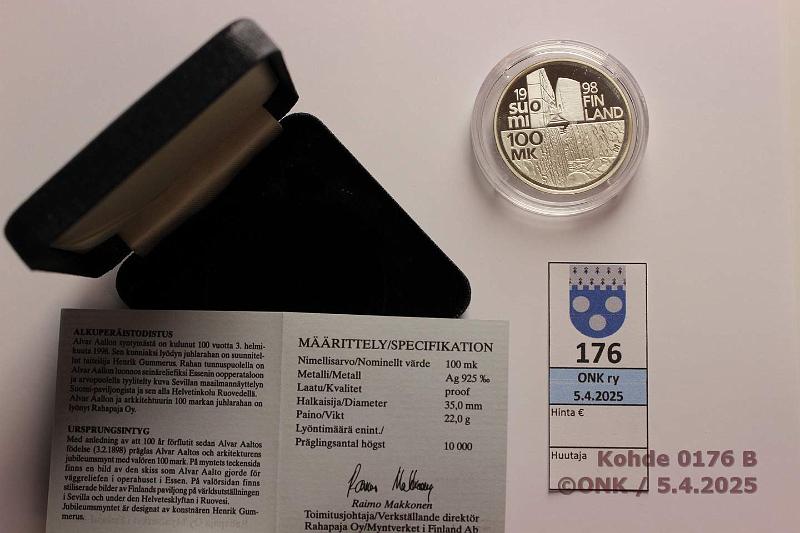 19 98
suo FIN
mi LAND
100
MK
ALKUPERÄISTODISTUS
Alvar Aallon syntymästä on kulunut 100 vuotta 3. helmi-
kuuta 1998. Sen kunniaksi lyödyn juhlarahan on suunnitel-
lut taiteilija Henrik Gummerus. Rahan tunnuspuolella on
Alvar Aallon luonnos seinäreliefiksi Essenin oopperataloon
ja arvopuolella tyylitelty kuva Sevillan maailmannäyttelyn
Suomi-paviljongista ja sen alla Helvetinkolu Ruovedellä.
Alvar Aallon ja arkkitehtuurin 100 markan juhlarahan on
lyönyt Rahapaja Oy.
URSPRUNGSINTYG
Med anledning av att 100 år förflutit sedan Alvar Aaltos
födelse (3.2.1898) präglas Alvar Aaltos och arkitekturens
jubileumsmynt med valören 100 mark. På myntets teckensida
finns en bild av den skiss som Alvar Aalto gjorde för
väggreliefen i operahuset i Essen. På valörsidan finns
stiliserade bilder av Finlands paviljong på världsutställningen
i Sevilla och under den Helvetesklyftan i Ruovesi.
Jubileumsmyntet är designat av konstnären Henrik Gum-
merus.
MÄÄRITTELY/SPECIFIKATION
Nimellisarvo/Nominellt värde 100 mk
Metalli/Metall Ag 925 ‰
Laatu/Kvalitet proof
Halkaisija/Diameter 35,0 mm
Paino/Vikt 22,0 g
Lyöntimäärä enint./
Präglingsantal högst 10 000
Raimo Makkonen
Raimo Makkonen
Toimitusjohtaja/Verkställande direktör
Rahapaja Oy/Myntverket i Finland Ab
176
ONK ry
5.4.2025
Hinta €
Huutaja
Kohde 0176 B
©ONK / 5.4.2025